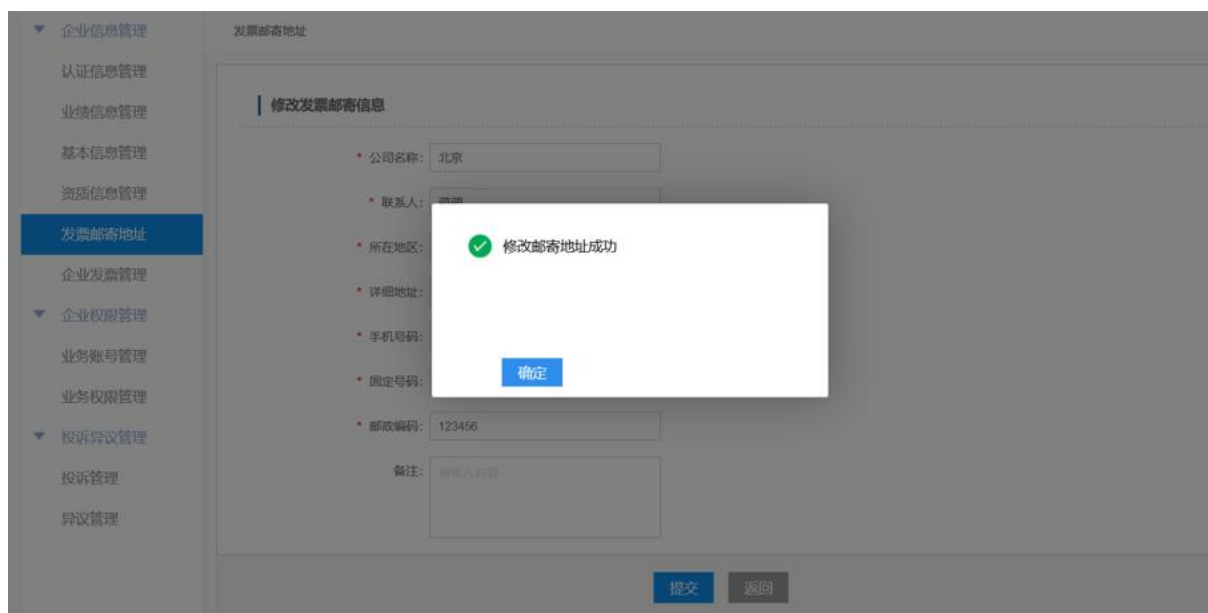 企业信息管理
认证信息管理
业绩信息管理
基本信息管理
资质信息管理
发票邮寄地址
企业发票管理
企业权限管理
业务账号管理
业务权限管理
投诉异议管理
投诉管理
异议管理
发票邮寄地址
修改发票邮寄信息
* 公司名称: 北京
* 联系人:
* 所在地区:
* 详细地址:
* 手机号码:
* 固定号码:
* 邮政编码: 123456
备注: 请输入内容
修改邮寄地址成功
确定
提交 返回